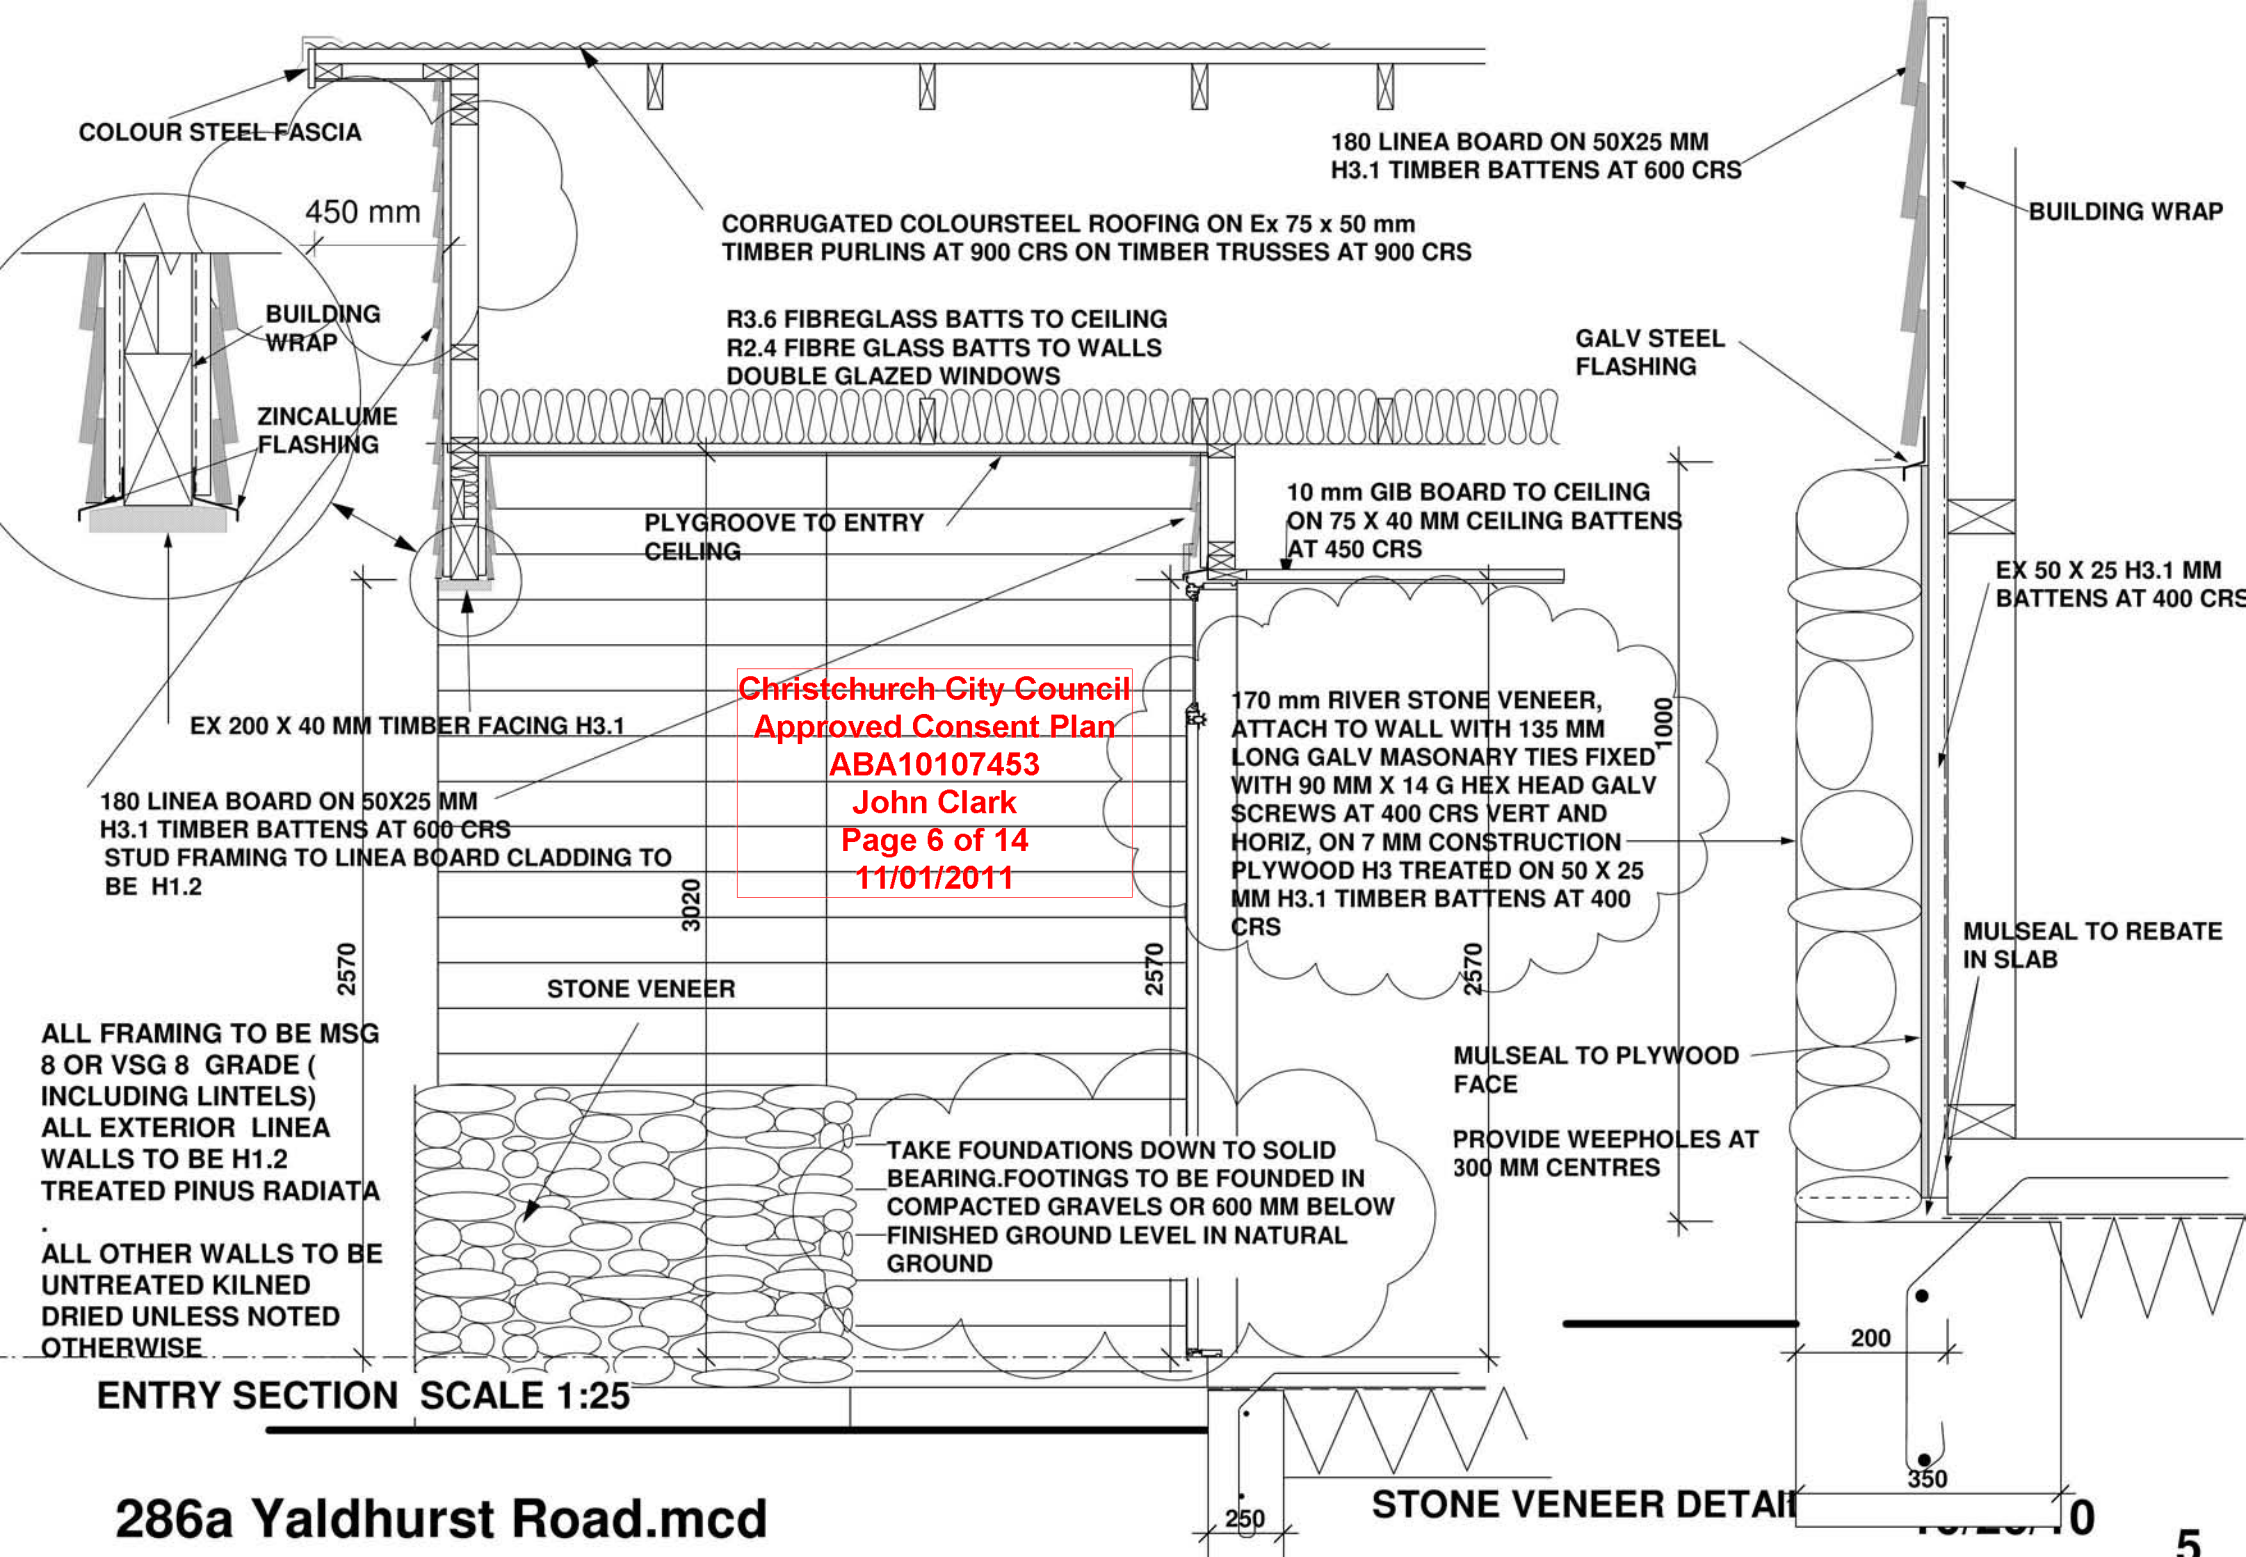 COLOUR STEEL FASCIA
450 mm
BUILDING
WRAP
ZINCALUME
FLASHING
CORRUGATED COLOURSTEEL ROOFING ON Ex 75 x 50 mm
TIMBER PURLINS AT 900 CRS ON TIMBER TRUSSES AT 900 CRS
R3.6 FIBREGLASS BATTS TO CEILING
R2.4 FIBRE GLASS BATTS TO WALLS
DOUBLE GLAZED WINDOWS
180 LINEA BOARD ON 50X25 MM
H3.1 TIMBER BATTENS AT 600 CRS
BUILDING WRAP
GALV STEEL
FLASHING
PLYGROOVE TO ENTRY
CEILING
10 mm GIB BOARD TO CEILING
ON 75 X 40 MM CEILING BATTENS
AT 450 CRS
EX 50 X 25 H3.1 MM
BATTENS AT 400 CRS
EX 200 X 40 MM TIMBER FACING H3.1
180 LINEA BOARD ON 50X25 MM
H3.1 TIMBER BATTENS AT 600 CRS
STUD FRAMING TO LINEA BOARD CLADDING TO
BE H1.2
Christchurch City Council
Approved Consent Plan
ABA10107453
John Clark
Page 6 of 14
11/01/2011
170 mm RIVER STONE VENEER,
ATTACH TO WALL WITH 135 MM
LONG GALV MASONARY TIES FIXED
WITH 90 MM X 14 G HEX HEAD GALV
SCREWS AT 400 CRS VERT AND
HORIZ, ON 7 MM CONSTRUCTION
PLYWOOD H3 TREATED ON 50 X 25
MM H3.1 TIMBER BATTENS AT 400
CRS
1000
3020
2570
2570
2570
STONE VENEER
MULSEAL TO REBATE
IN SLAB
MULSEAL TO PLYWOOD
FACE
PROVIDE WEEPHOLES AT
300 MM CENTRES
ALL FRAMING TO BE MSG
8 OR VSG 8 GRADE (
INCLUDING LINTELS)
ALL EXTERIOR LINEA
WALLS TO BE H1.2
TREATED PINUS RADIATA
.
ALL OTHER WALLS TO BE
UNTREATED KILNED
DRIED UNLESS NOTED
OTHERWISE
TAKE FOUNDATIONS DOWN TO SOLID
BEARING.FOOTINGS TO BE FOUNDED IN
COMPACTED GRAVELS OR 600 MM BELOW
FINISHED GROUND LEVEL IN NATURAL
GROUND
200
350
250
ENTRY SECTION SCALE 1:25
STONE VENEER DETAI
286a Yaldhurst Road.mcd
5